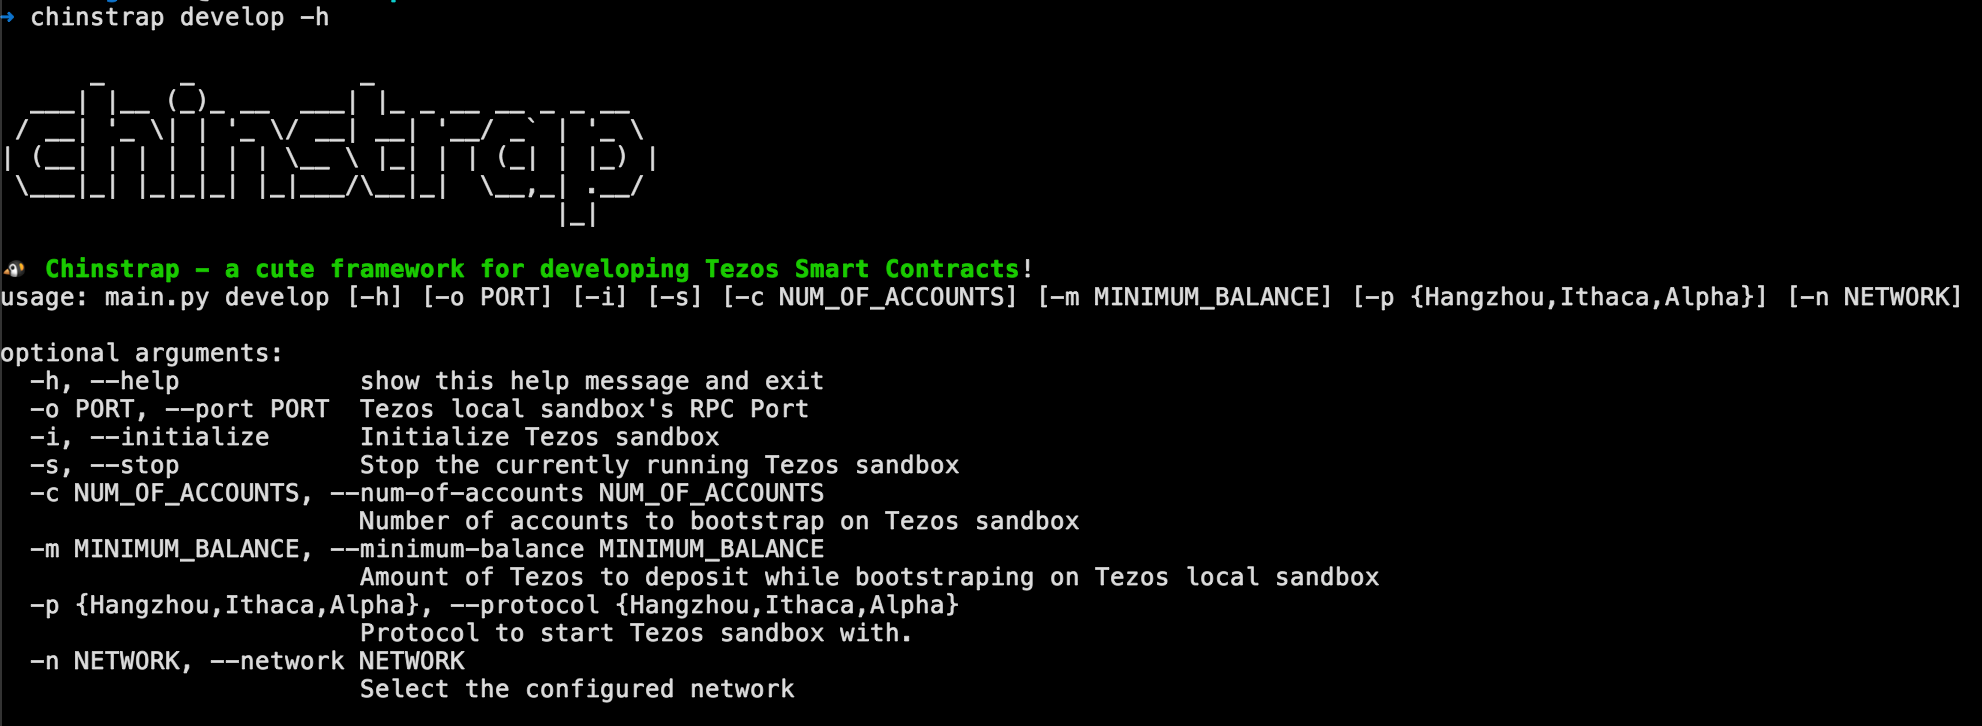 → chinstrap develop -h
chinstrap
Chinstrap - a cute framework for developing Tezos Smart Contracts!
usage: main.py develop [-h] [-o PORT] [-i] [-s] [-c NUM_OF_ACCOUNTS] [-m MINIMUM_BALANCE] [-p {Hangzhou,Ithaca,Alpha}] [-n NETWORK]
optional arguments:
-h, --help show this help message and exit
-o PORT, --port PORT Tezos local sandbox's RPC Port
-i, --initialize Initialize Tezos sandbox
-s, --stop Stop the currently running Tezos sandbox
-c NUM_OF_ACCOUNTS, --num-of-accounts NUM_OF_ACCOUNTS
Number of accounts to bootstrap on Tezos sandbox
-m MINIMUM_BALANCE, --minimum-balance MINIMUM_BALANCE
Amount of Tezos to deposit while bootstraping on Tezos local sandbox
-p {Hangzhou,Ithaca,Alpha}, --protocol {Hangzhou,Ithaca,Alpha}
Protocol to start Tezos sandbox with.
-n NETWORK, --network NETWORK
Select the configured network